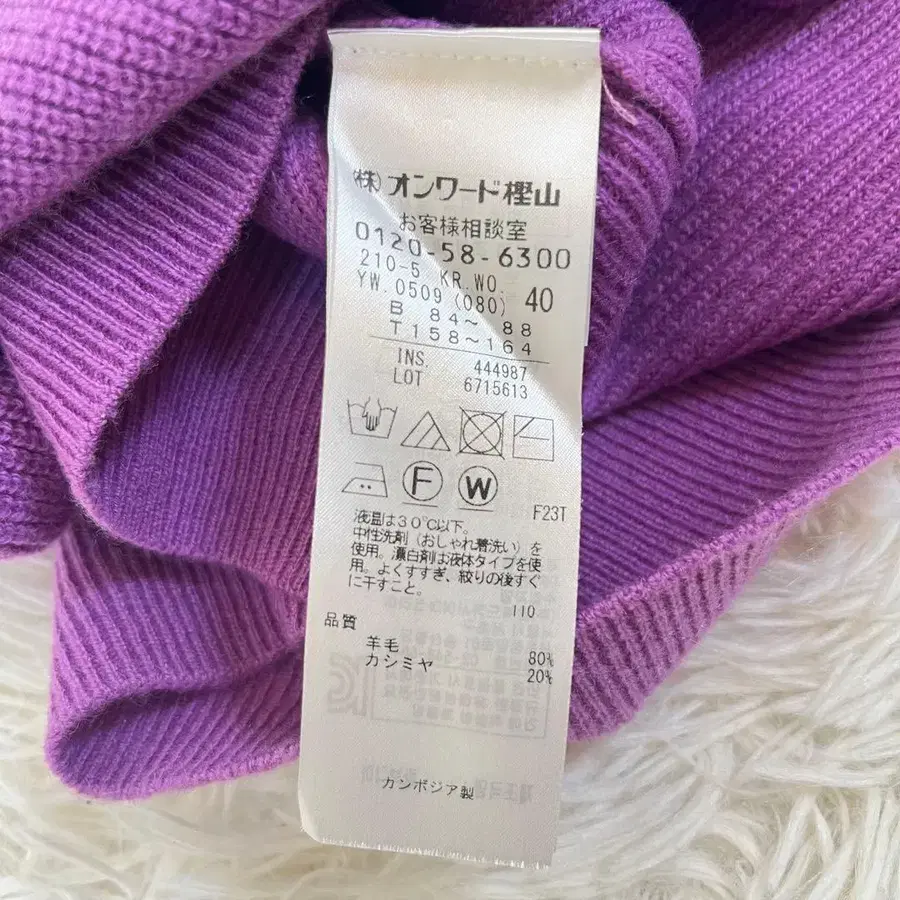 (株)オンワード樫山
お客様相談室
0120-58-6300
210-5 KR.WO.
YW.0509 (080) 40
B 84~ 88
T158~164
INS. 444987
LOT 6715613
F W
F23T
液温は30℃以下。
中性洗剤(おしゃれ着洗い)を
使用。漂白剤は液体タイプを使
用。よくすすぎ、絞りの後すぐ
に干すこと。
110
品質
羊毛 80%
カシミヤ 20%
カンボジア製